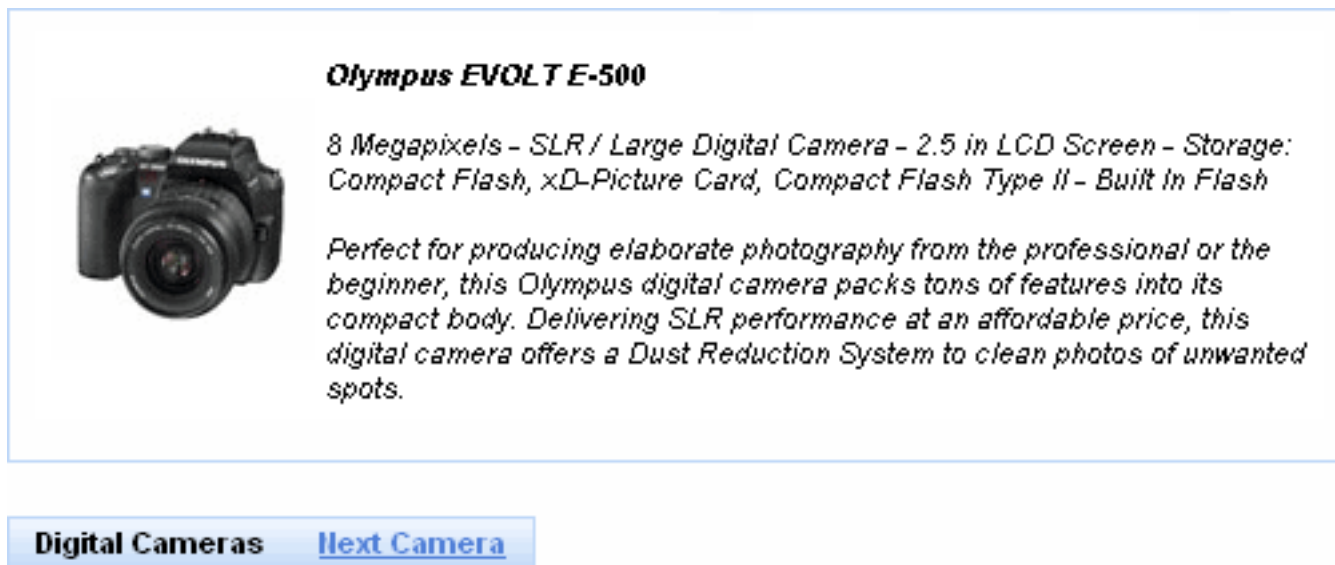 Olympus EVOLT E-500
8 Megapixels - SLR / Large Digital Camera - 2.5 in LCD Screen - Storage:
Compact Flash, xD-Picture Card, Compact Flash Type II - Built In Flash
Perfect for producing elaborate photography from the professional or the
beginner, this Olympus digital camera packs tons of features into its
compact body. Delivering SLR performance at an affordable price, this
digital camera offers a Dust Reduction System to clean photos of unwanted
spots.
OLYMPUS
Digital Cameras Next Camera